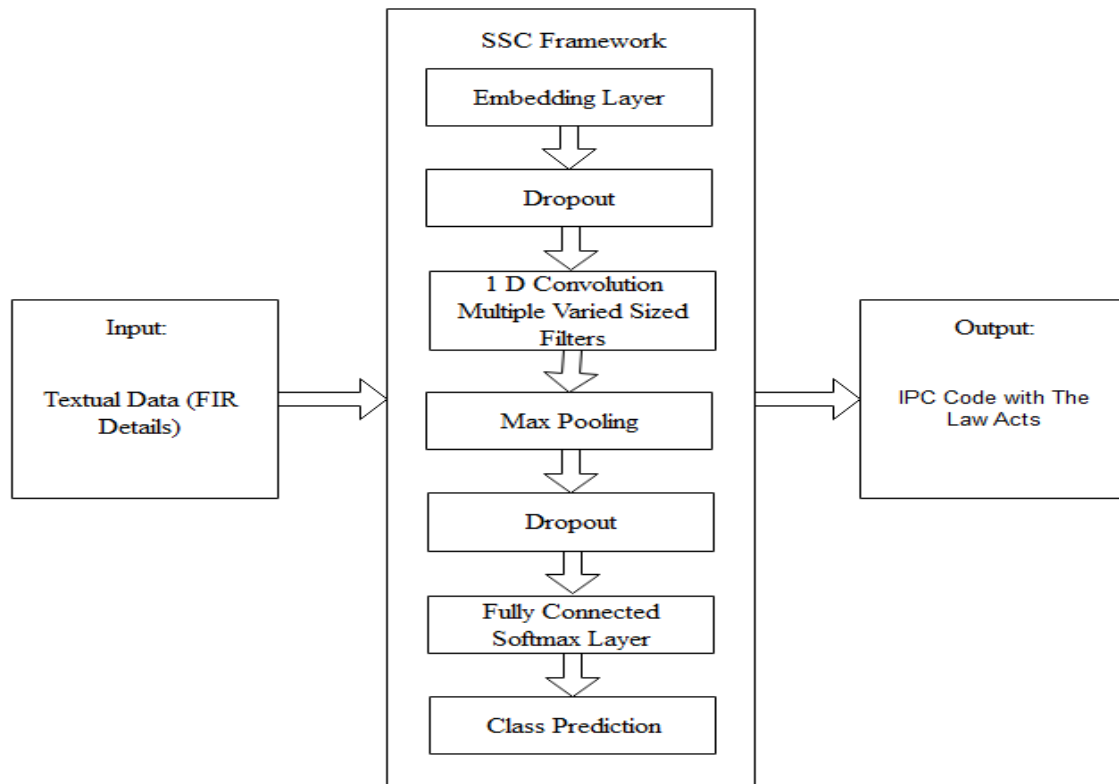 Input:
Textual Data (FIR
Details)
SSC Framework
Embedding Layer
Dropout
1 D Convolution
Multiple Varied Sized
Filters
Max Pooling
Dropout
Fully Connected
Softmax Layer
Class Prediction
Output:
IPC Code with The
Law Acts